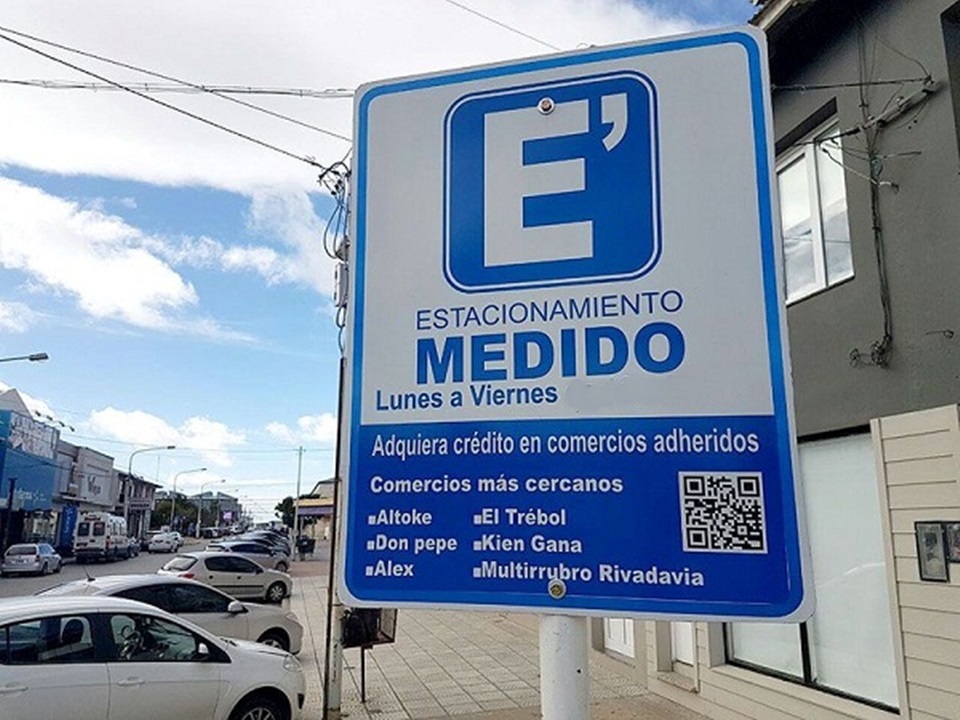 E’
ESTACIONAMIENTO
MEDIDO
Lunes a Viernes
Adquiera crédito en comercios adheridos
Comercios más cercanos
▪Altoke ▪El Trébol
▪Don pepe ▪Kien Gana
▪Alex ▪Multirrubro Rivadavia